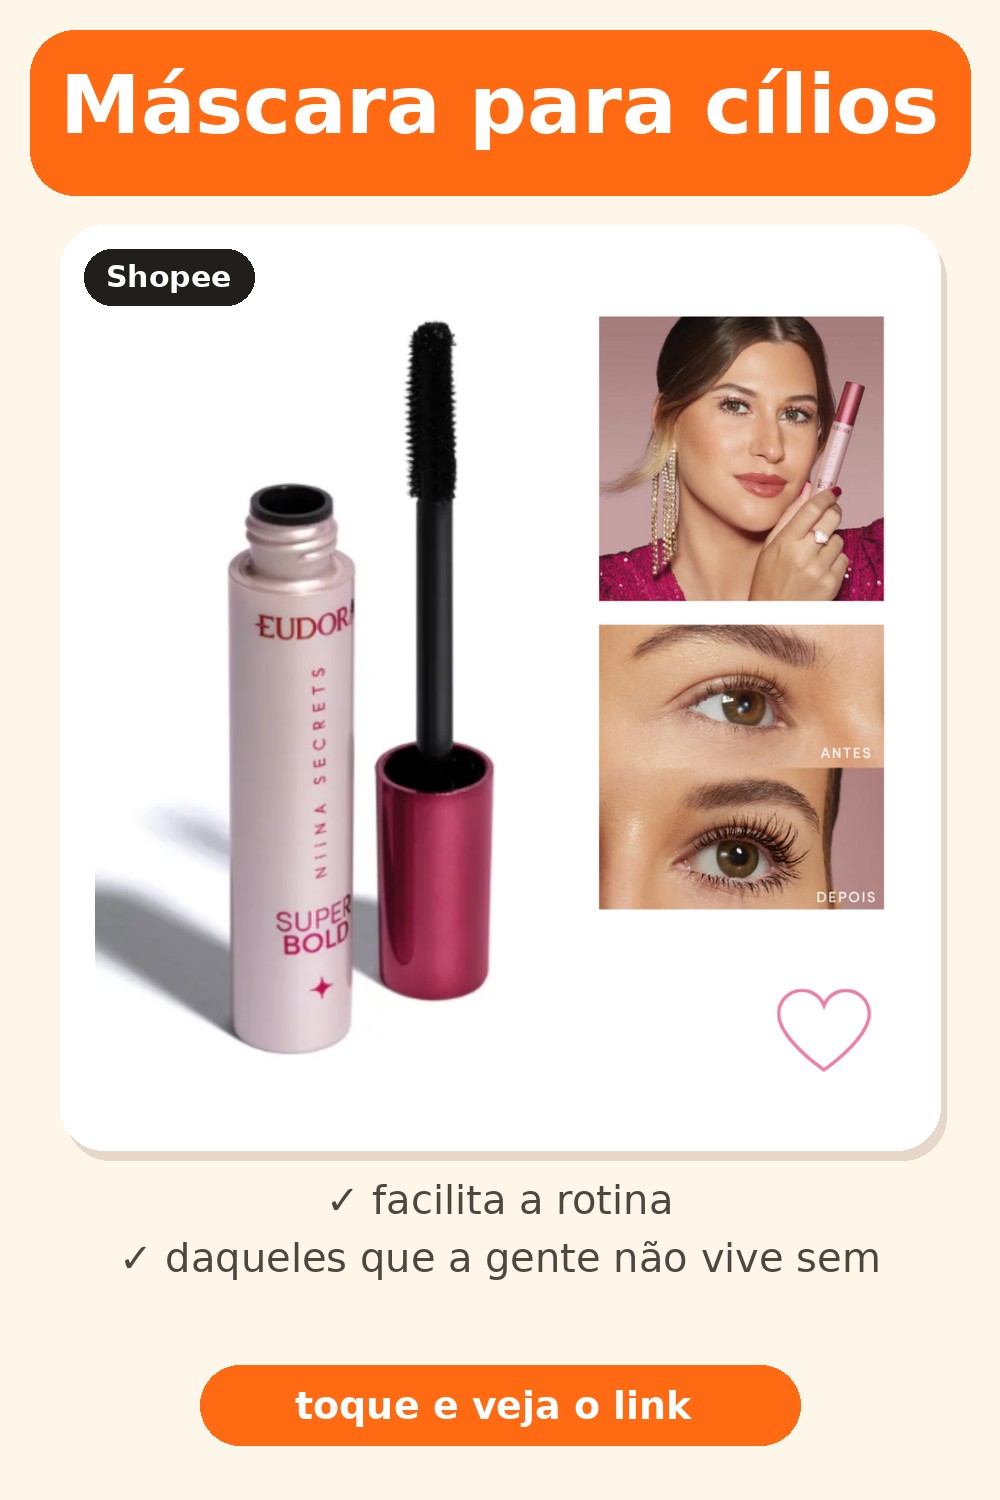 Máscara para cílios
Shopee
EUDORA
NIINA SECRETS
SUPER
BOLD
ANTES
DEPOIS
✓ facilita a rotina
✓ daqueles que a gente não vive sem
toque e veja o link